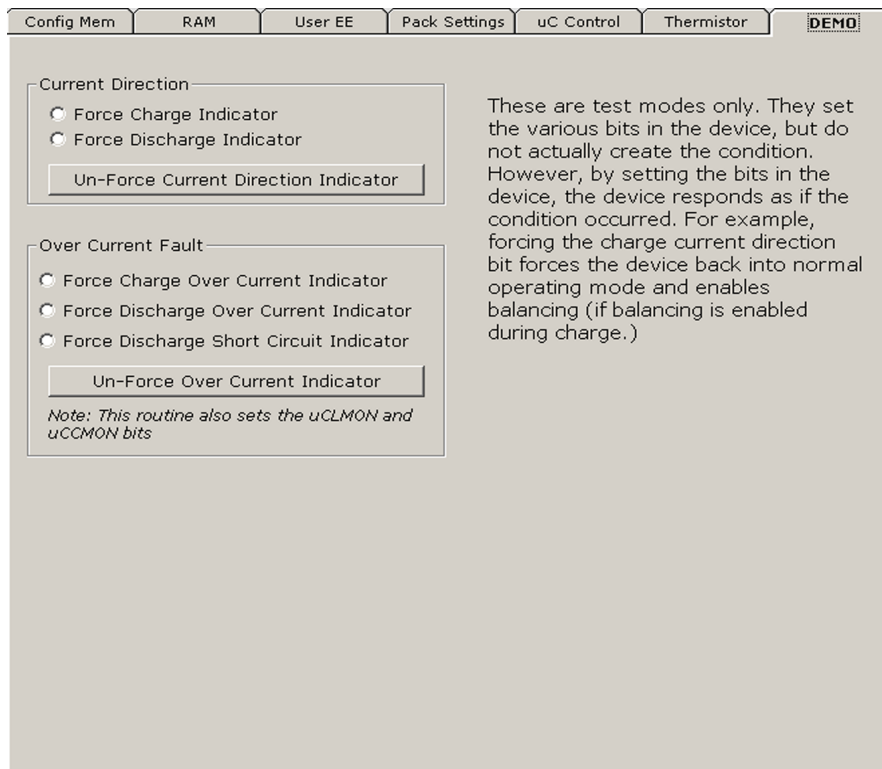 Config Mem RAM User EE Pack Settings uC Control Thermistor DEMO
Current Direction
Force Charge Indicator
Force Discharge Indicator
Un-Force Current Direction Indicator
Over Current Fault
Force Charge Over Current Indicator
Force Discharge Over Current Indicator
Force Discharge Short Circuit Indicator
Un-Force Over Current Indicator
Note: This routine also sets the uCLMON and
uCCMON bits
These are test modes only. They set
the various bits in the device, but do
not actually create the condition.
However, by setting the bits in the
device, the device responds as if the
condition occurred. For example,
forcing the charge current direction
bit forces the device back into normal
operating mode and enables
balancing (if balancing is enabled
during charge.)